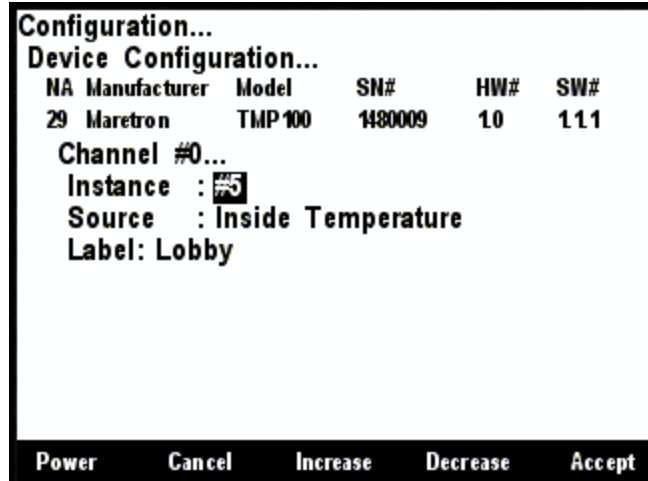 Configuration...
Device Configuration...
NA Manufacturer Model SN# HW# SW#
29 Maretron TMP100 1480009 1.0 1.1.1
Channel #0...
Instance : #5
Source : Inside Temperature
Label: Lobby
Power Cancel Increase Decrease Accept